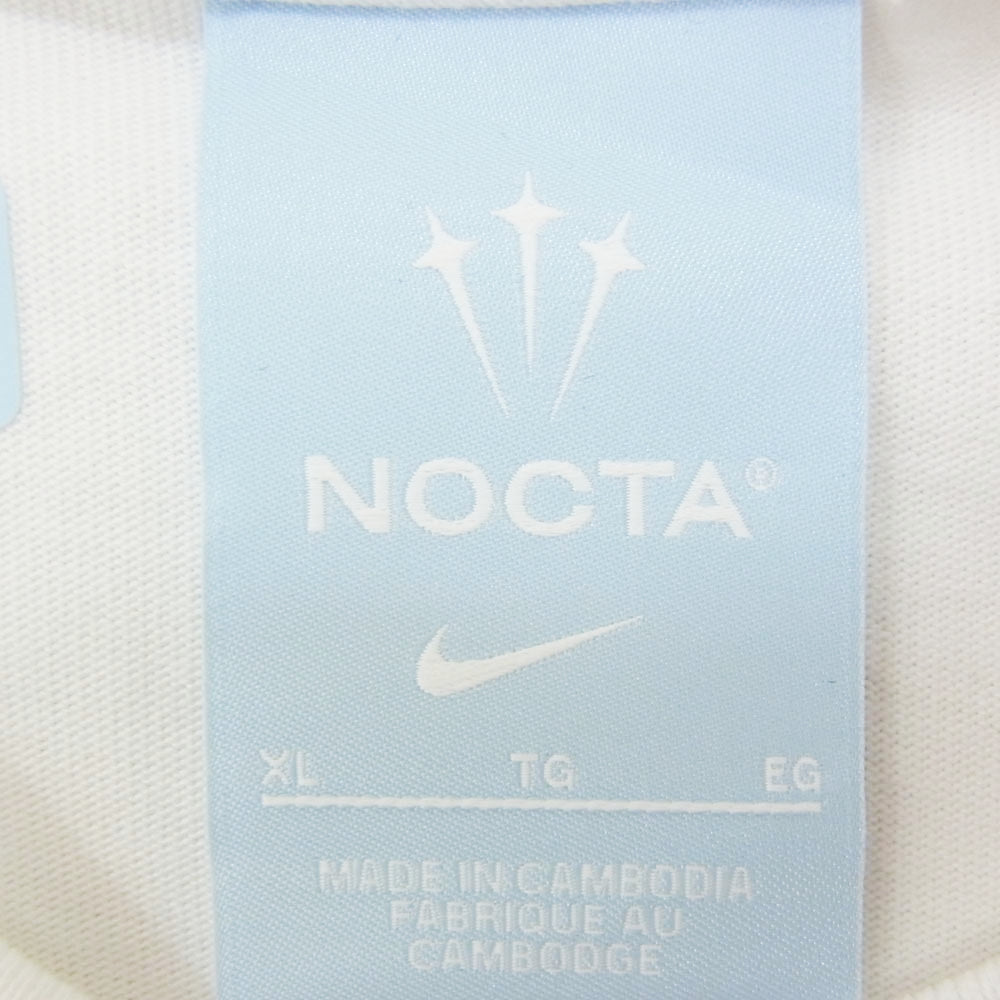 NOCTA®
XL TG EG
MADE IN CAMBODIA
FABRIQUE AU
CAMBODGE